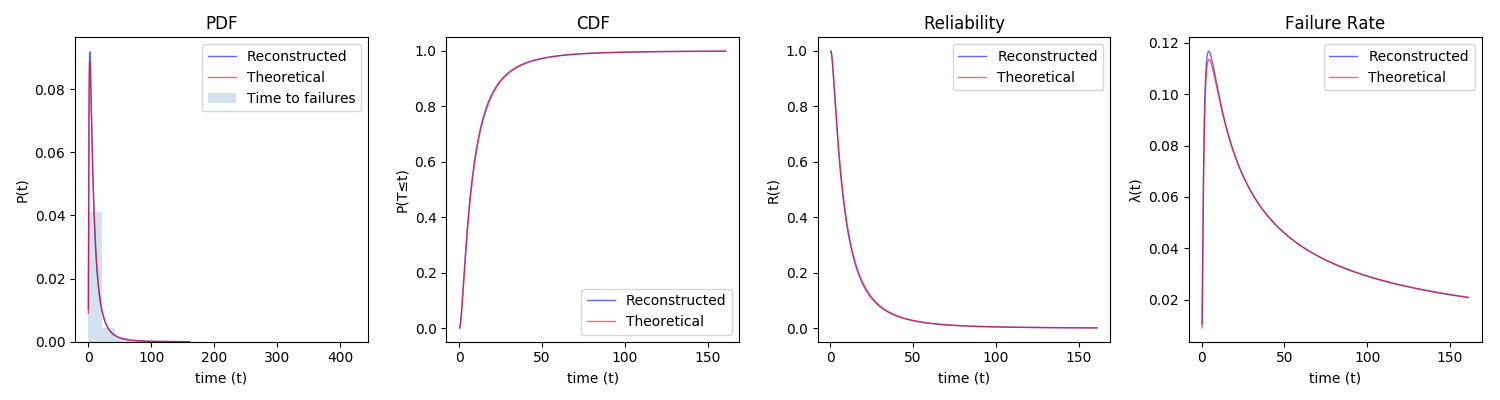 PDF
P(t)
0.00
0.02
0.04
0.06
0.08
0
100
200
300
400
time (t)
Reconstructed
Theoretical
Time to failures
CDF
P(T≤t)
0.0
0.2
0.4
0.6
0.8
1.0
0
50
100
150
time (t)
Reconstructed
Theoretical
Reliability
R(t)
0.0
0.2
0.4
0.6
0.8
1.0
0
50
100
150
time (t)
Reconstructed
Theoretical
Failure Rate
λ(t)
0.02
0.04
0.06
0.08
0.10
0.12
0
50
100
150
time (t)
Reconstructed
Theoretical